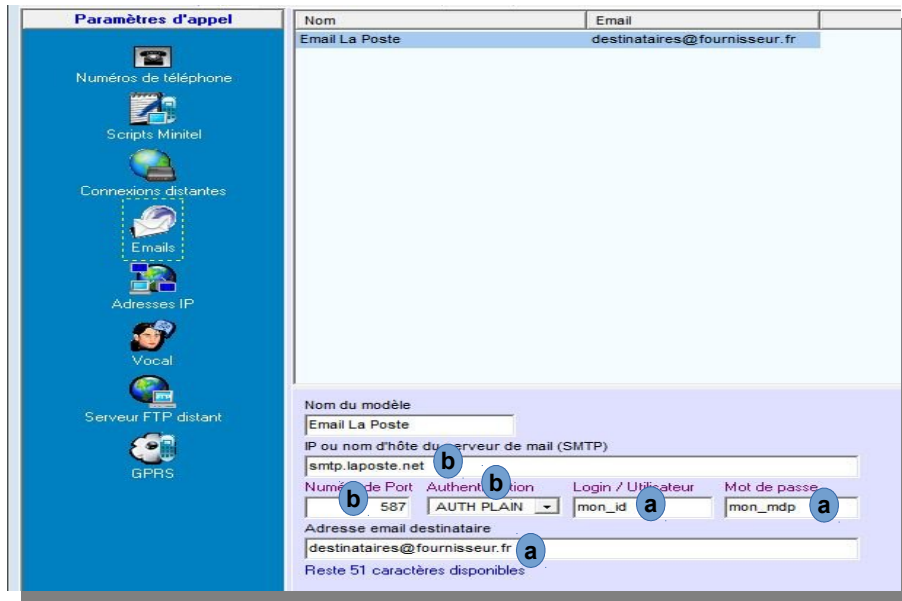 Paramètres d'appel
Numéros de téléphone
Scripts Minitel
Connexions distantes
Emails
Adresses IP
Vocal
Serveur FTP distant
GPRS
Nom Email
Email La Poste destinataires@fournisseur.fr
Nom du modèle
Email La Poste
IP ou nom d'hôte du serveur de mail (SMTP)
smtp.laposte.net b
Numéro de Port Authentification Login / Utilisateur Mot de passe
b 587 b AUTH PLAIN mon_id a mon_mdp a
Adresse email destinataire
destinataires@fournisseur.fr a
Reste 51 caractères disponibles